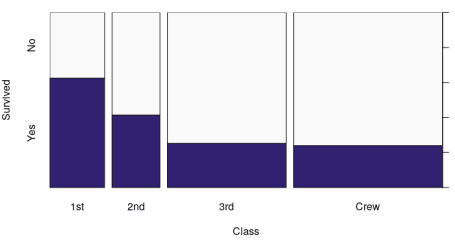 No
Survived
Yes
1st 2nd 3rd Crew
Class